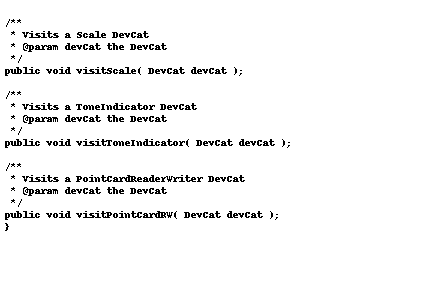 /**
 * Visits a Scale DevCat
 * @param devCat the DevCat
 */
public void visitScale( DevCat devCat );
/**
 * Visits a ToneIndicator DevCat
 * @param devCat the DevCat
 */
public void visitToneIndicator( DevCat devCat );
/**
 * Visits a PointCardReaderWriter DevCat
 * @param devCat the DevCat
 */
public void visitPointCardRW( DevCat devCat );
}